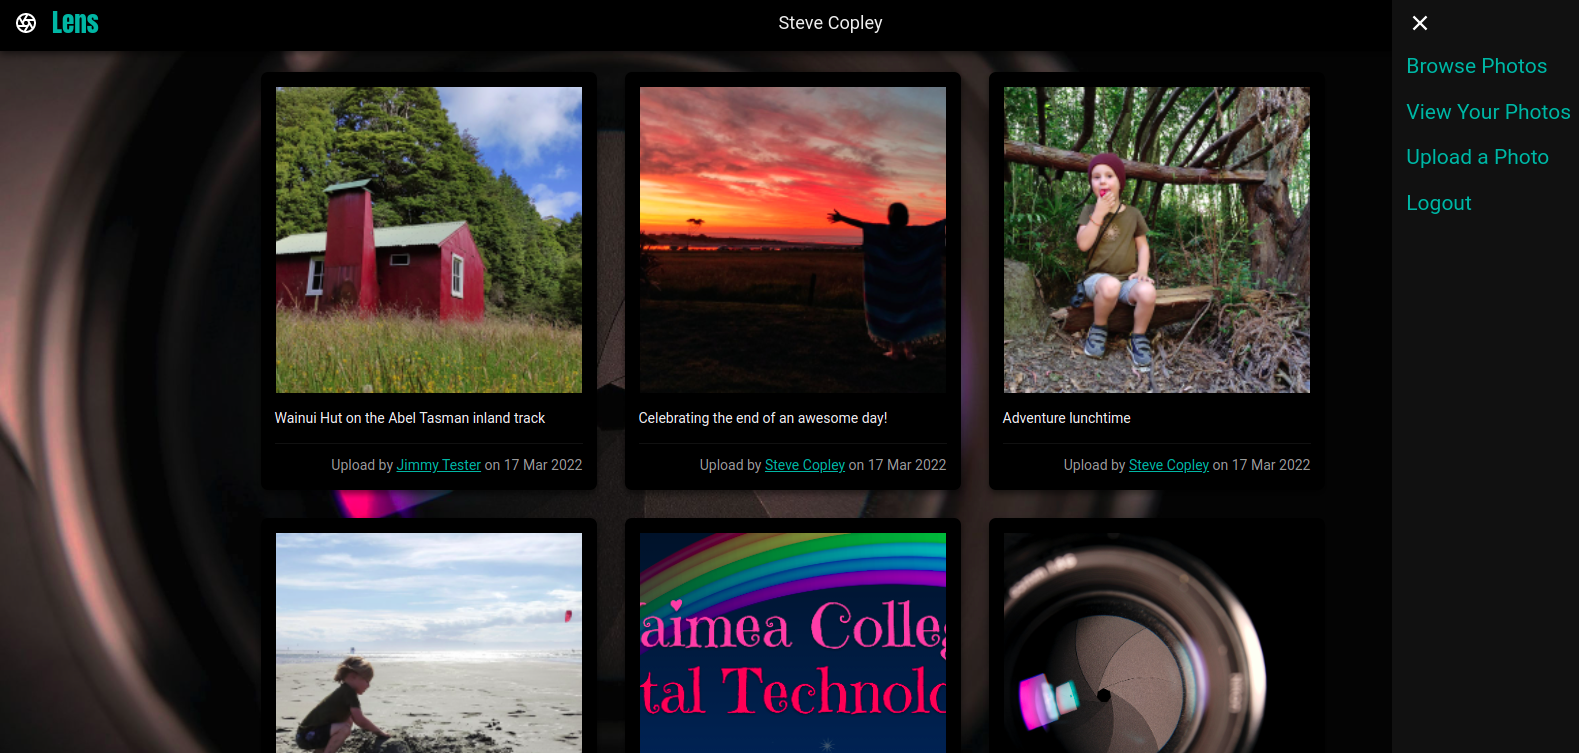 Lens
Steve Copley
Browse Photos
View Your Photos
Upload a Photo
Logout
Wainui Hut on the Abel Tasman inland track
Upload by Jimmy Tester on 17 Mar 2022
Celebrating the end of an awesome day!
Upload by Steve Copley on 17 Mar 2022
Adventure lunchtime
Upload by Steve Copley on 17 Mar 2022
aimea Colleg
tal Technolo